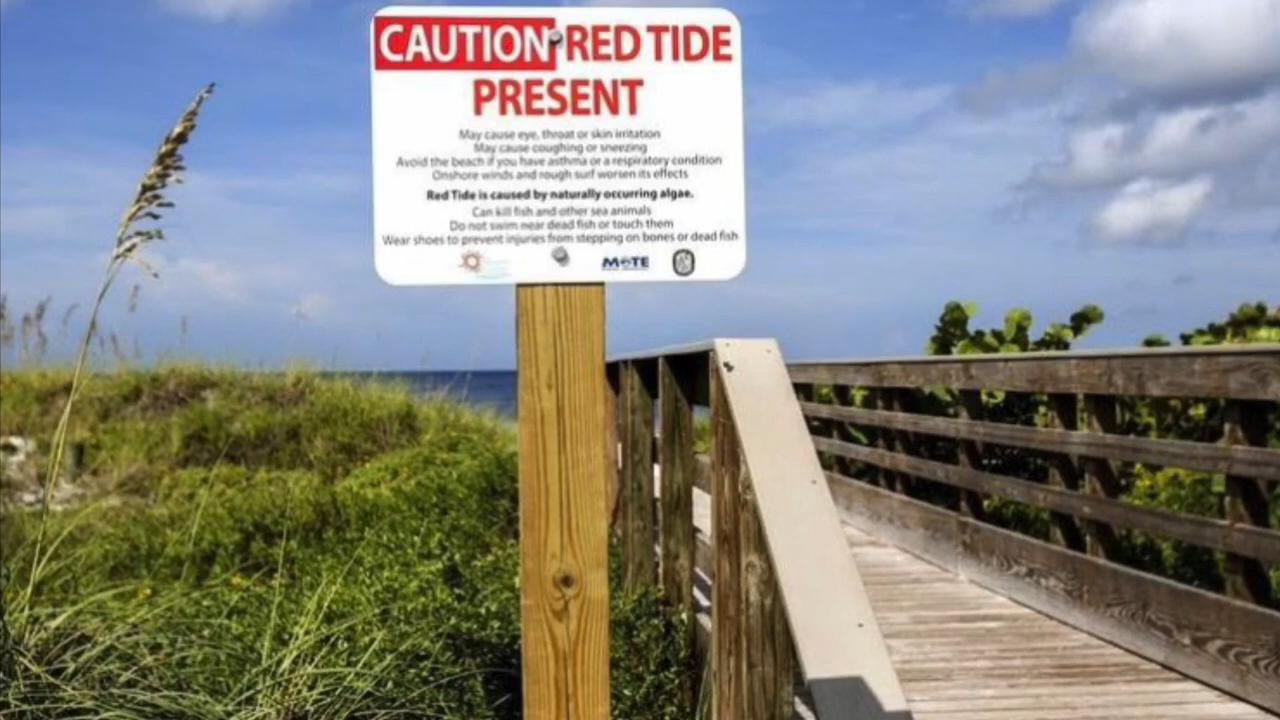 CAUTION RED TIDE
PRESENT
May cause eye, throat or skin irritation
May cause coughing or sneezing
Avoid the beach if you have asthma or a respiratory condition
Onshore winds and rough surf worsen its effects
Red Tide is caused by naturally occurring algae.
Can kill fish and other sea animals
Do not swim near dead fish or touch them
Wear shoes to prevent injuries from stepping on bones or dead fish
MOTE